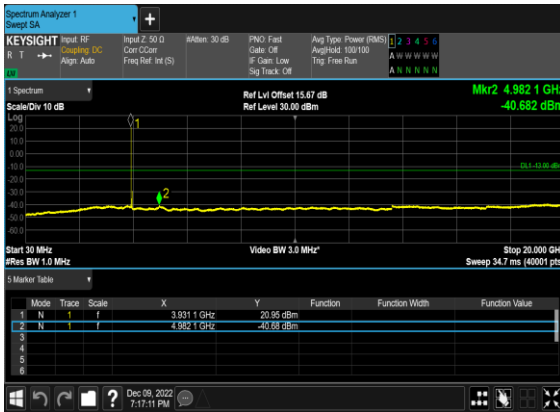 Spectrum Analyzer 1
Swept SA
KEYSIGHT
R T
Input: RF
Coupling: DC
Align: Auto
Input Z: 50 Ω
Corr CCorr
Freq Ref: Int (S)
#Atten: 30 dB
PNO: Fast
Gate: Off
IF Gain: Low
Sig Track: Off
Avg Type: Power (RMS)
Avg|Hold: 100/100
Trig: Free Run
1 2 3 4 5 6
A W W W W W
A N N N N N
1 Spectrum
Scale/Div 10 dB
Ref Lvl Offset 15.67 dB
Ref Level 30.00 dBm
Mkr2 4.982 1 GHz
-40.682 dBm
Log
20.0
10.0
0.00
-10.0
-20.0
-30.0
-40.0
-50.0
-60.0
1
2
DL1 -13.00 dBm
Start 30 MHz
#Res BW 1.0 MHz
Video BW 3.0 MHz*
Stop 20.000 GHz
Sweep 34.7 ms (40001 pts)
5 Marker Table
Mode Trace Scale X Y Function Function Width Function Value
1 N 1 f 3.931 1 GHz 20.95 dBm
2 N 1 f 4.982 1 GHz -40.68 dBm
3
4
5
6
?
Dec 09, 2022
7:17:11 PM